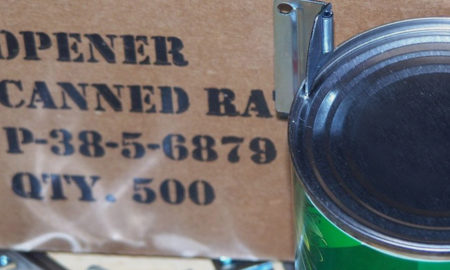 OPENER
CANNED RA
P-38-5-6879
QTY. 500